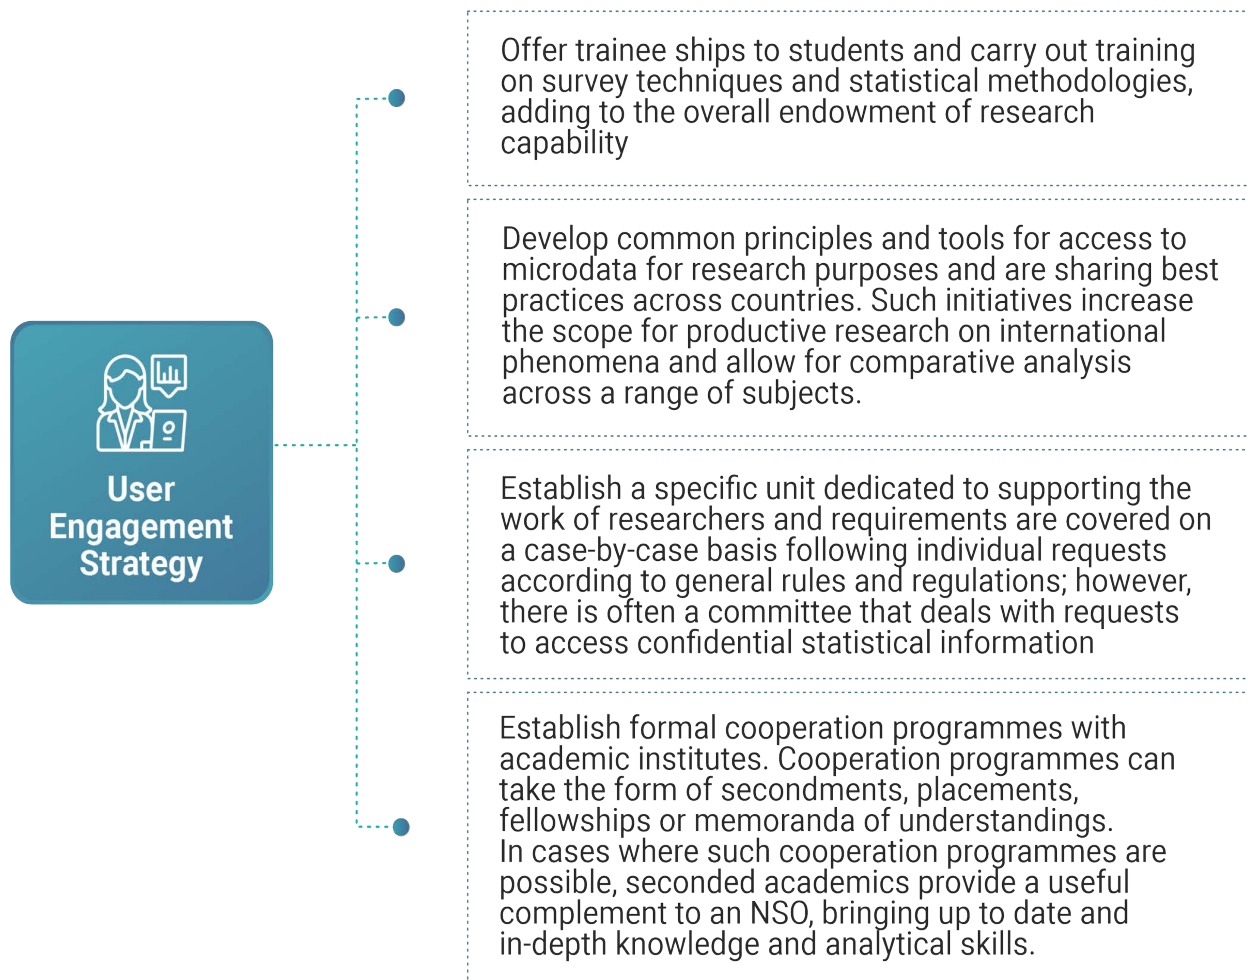 Offer trainee ships to students and carry out training
on survey techniques and statistical methodologies,
adding to the overall endowment of research
capability
Develop common principles and tools for access to
microdata for research purposes and are sharing best
practices across countries. Such initiatives increase
the scope for productive research on international
phenomena and allow for comparative analysis
across a range of subjects.
User
Engagement
Strategy
Establish a specific unit dedicated to supporting the
work of researchers and requirements are covered on
a case-by-case basis following individual requests
according to general rules and regulations; however,
there is often a committee that deals with requests
to access confidential statistical information
Establish formal cooperation programmes with
academic institutes. Cooperation programmes can
take the form of secondments, placements,
fellowships or memoranda of understandings.
In cases where such cooperation programmes are
possible, seconded academics provide a useful
complement to an NSO, bringing up to date and
in-depth knowledge and analytical skills.